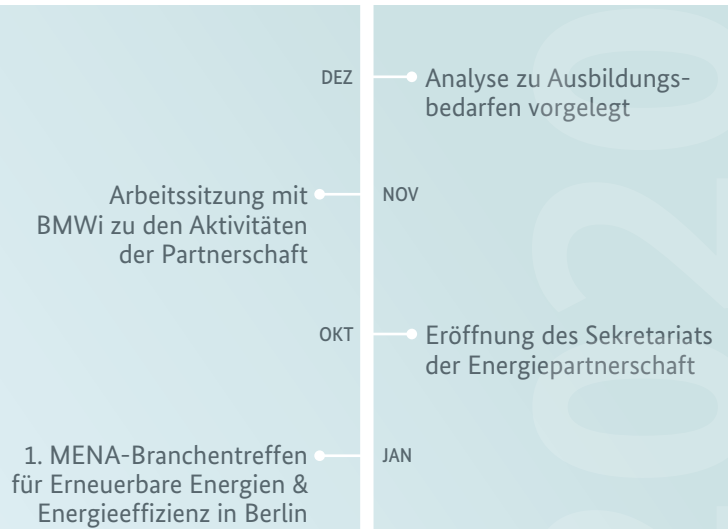 DEZ
Analyse zu Ausbildungs-
bedarfen vorgelegt
Arbeitssitzung mit
BMWi zu den Aktivitäten
der Partnerschaft
NOV
OKT
Eröffnung des Sekretariats
der Energiepartnerschaft
1. MENA-Branchentreffen
für Erneuerbare Energien &
Energieeffizienz in Berlin
JAN